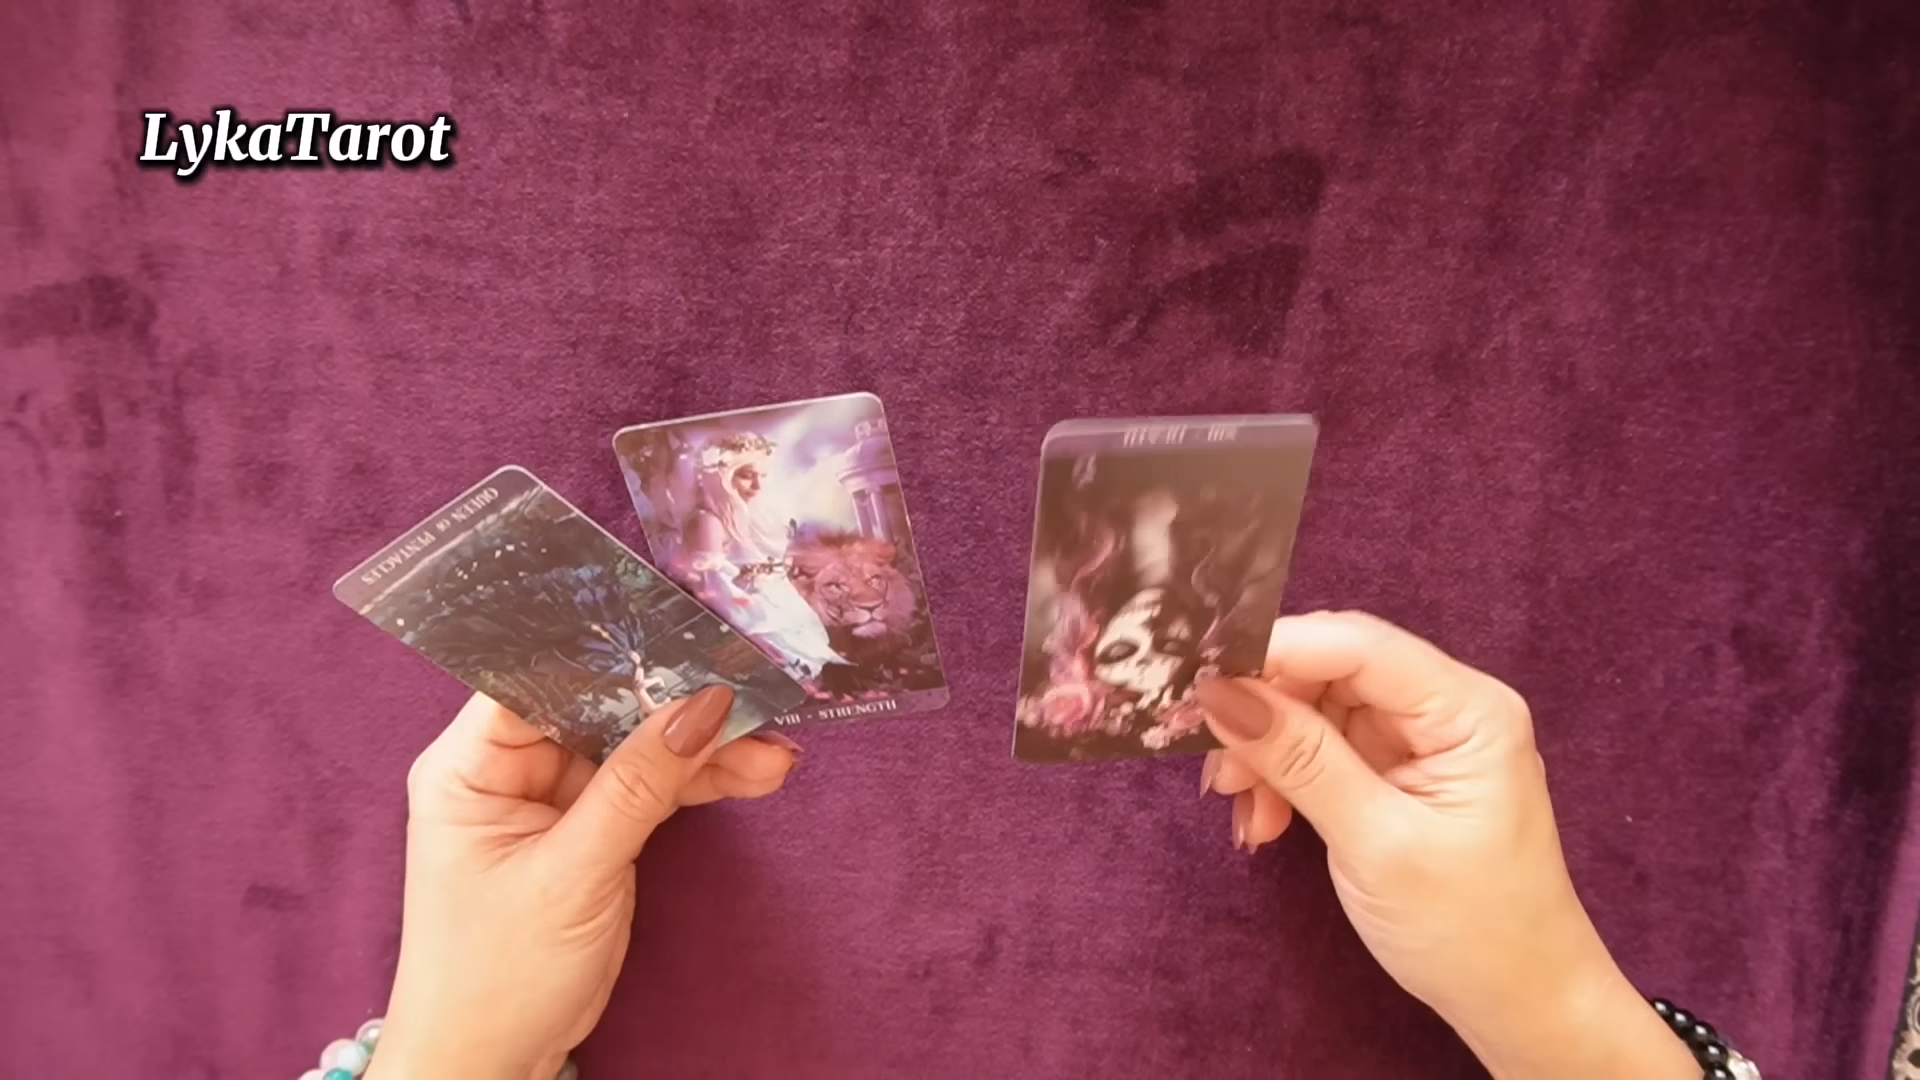 LykaTarot
QUEEN OF PENTACLES
VIII - STRENGTH